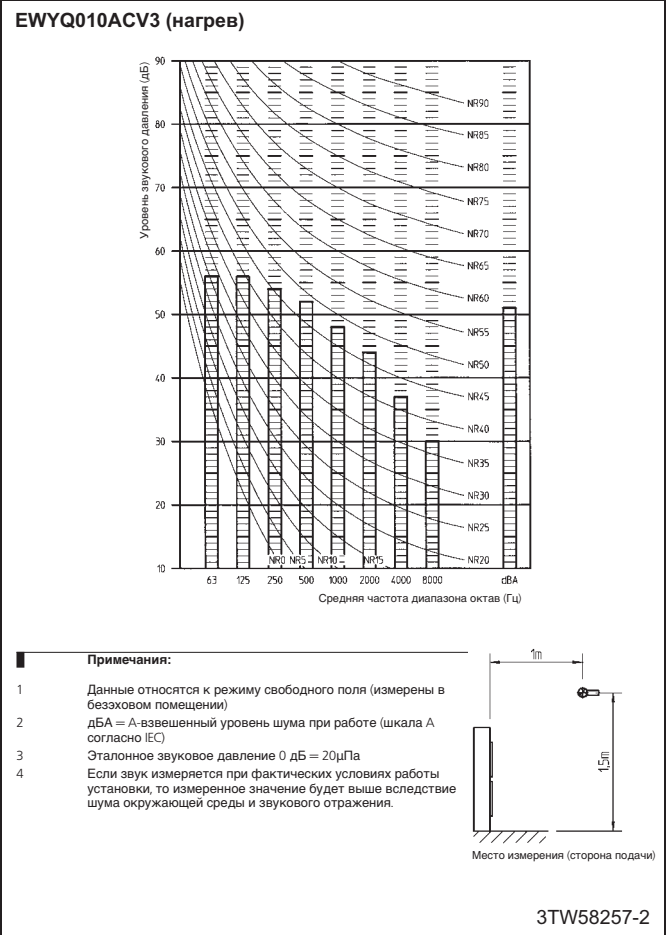 EWYQ010ACV3 (нагрев)
Уровень звукового давления (дБ)
90
80
70
60
50
40
30
20
10
NR90
NR85
NR80
NR75
NR70
NR65
NR60
NR55
NR50
NR45
NR40
NR35
NR30
NR25
NR20
NR0 NR5 NR10 NR15
63 125 250 500 1000 2000 4000 8000 dBA
Средняя частота диапазона октав (Гц)
Примечания:
1 Данные относятся к режиму свободного поля (измерены в
безэховом помещении)
2 дБА = А-взвешенный уровень шума при работе (шкала А
согласно IEC)
3 Эталонное звуковое давление 0 дБ = 20µПа
4 Если звук измеряется при фактических условиях работы
установки, то измеренное значение будет выше вследствие
шума окружающей среды и звукового отражения.
1m
1,5m
Место измерения (сторона подачи)
3TW58257-2